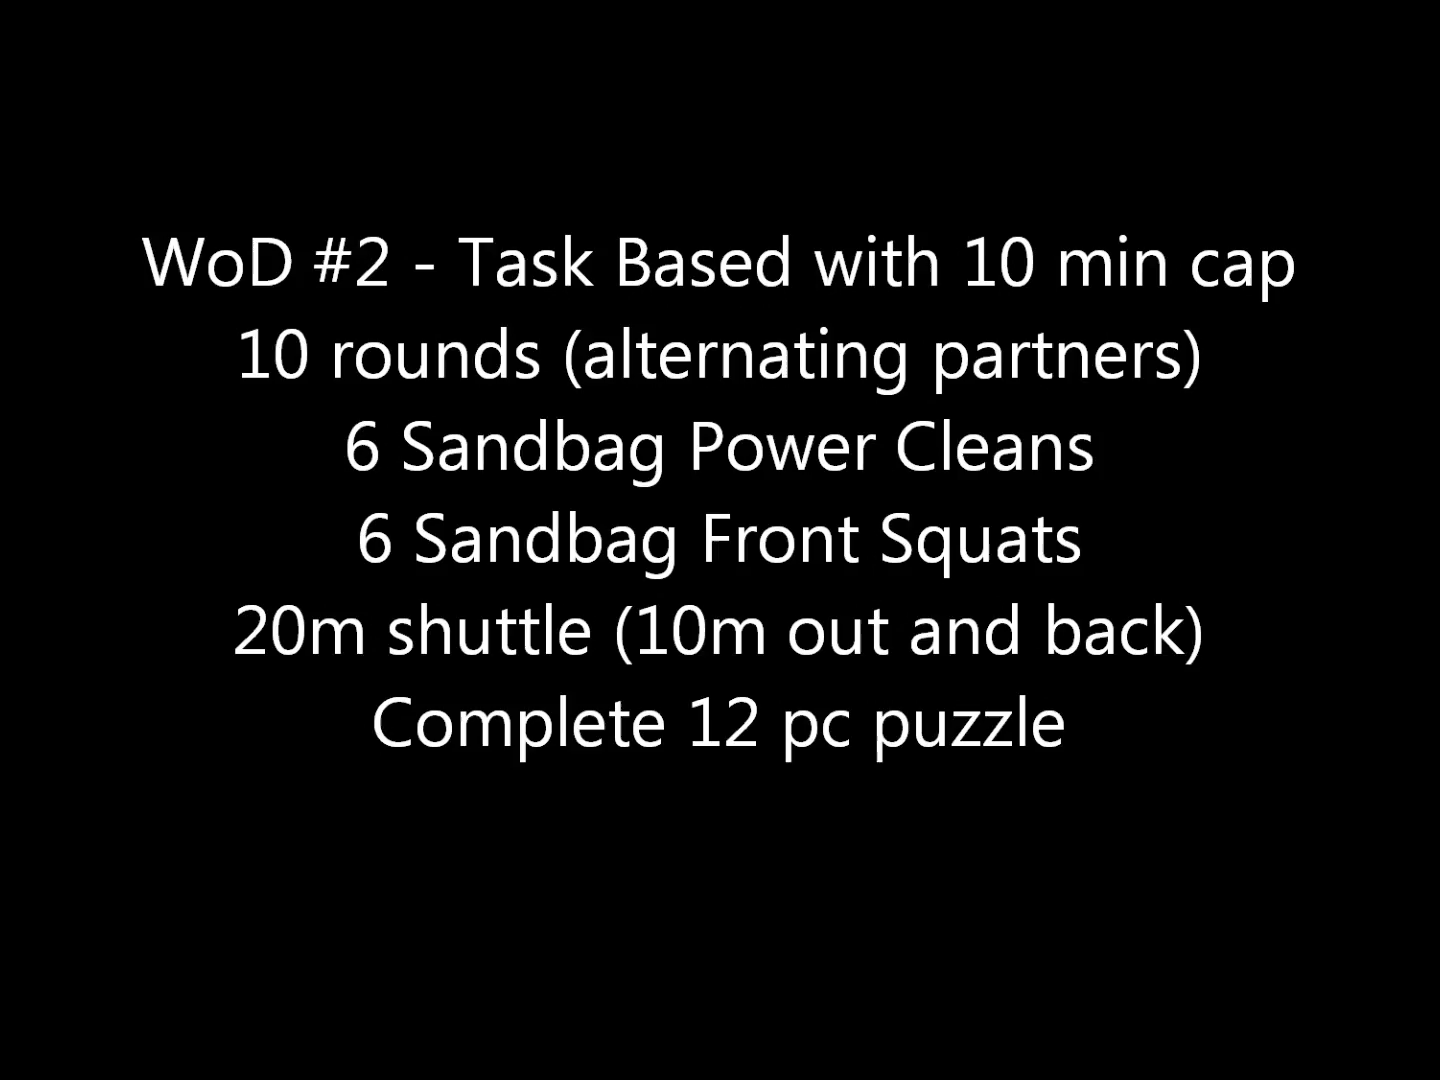 WoD #2 - Task Based with 10 min cap
10 rounds (alternating partners)
6 Sandbag Power Cleans
6 Sandbag Front Squats
20m shuttle (10m out and back)
Complete 12 pc puzzle